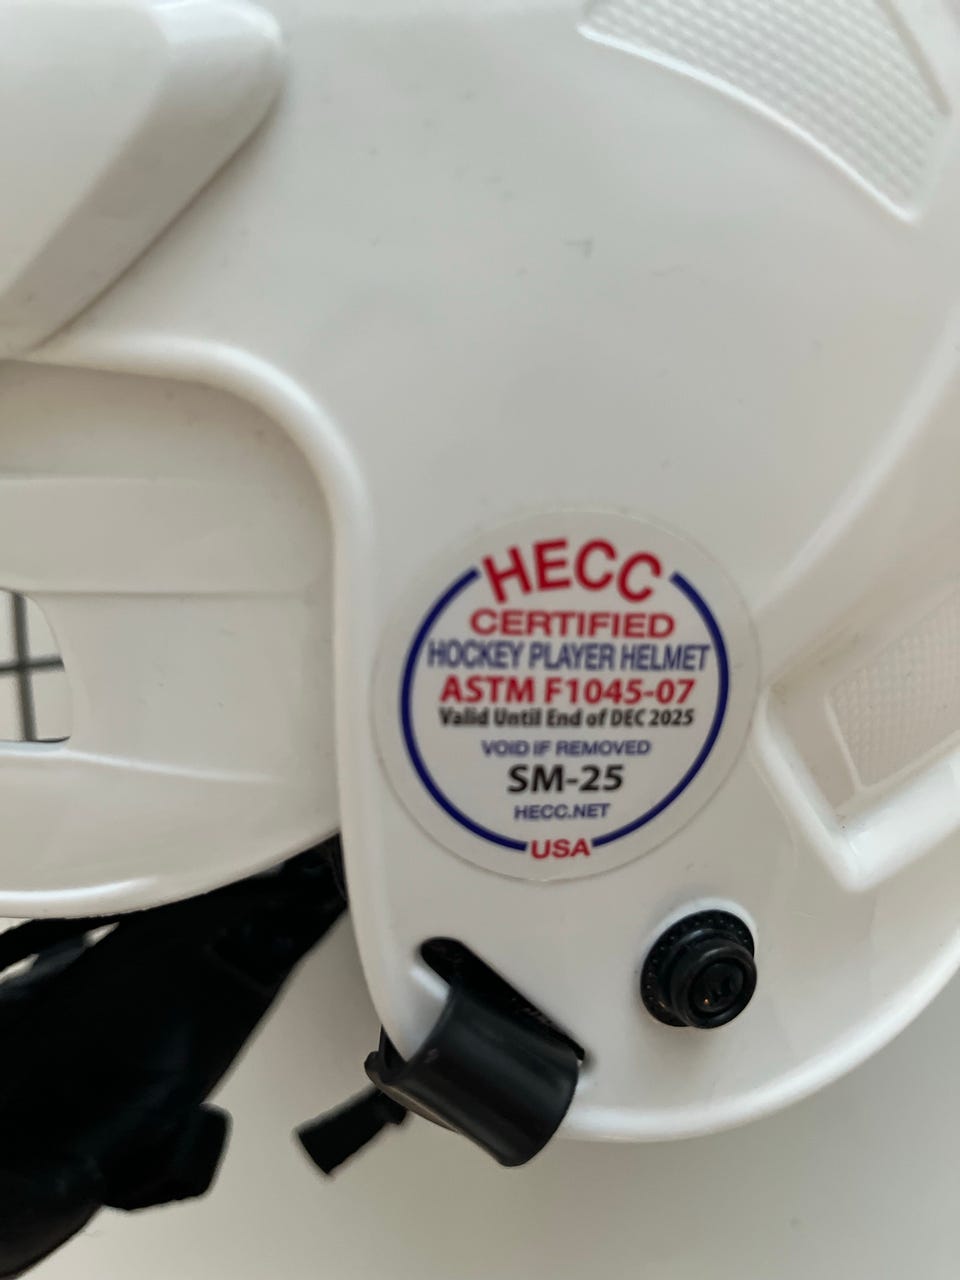 HECC
CERTIFIED
HOCKEY PLAYER HELMET
ASTM F1045-07
Valid Until End of DEC 2025
VOID IF REMOVED
SM-25
HECC.NET
USA